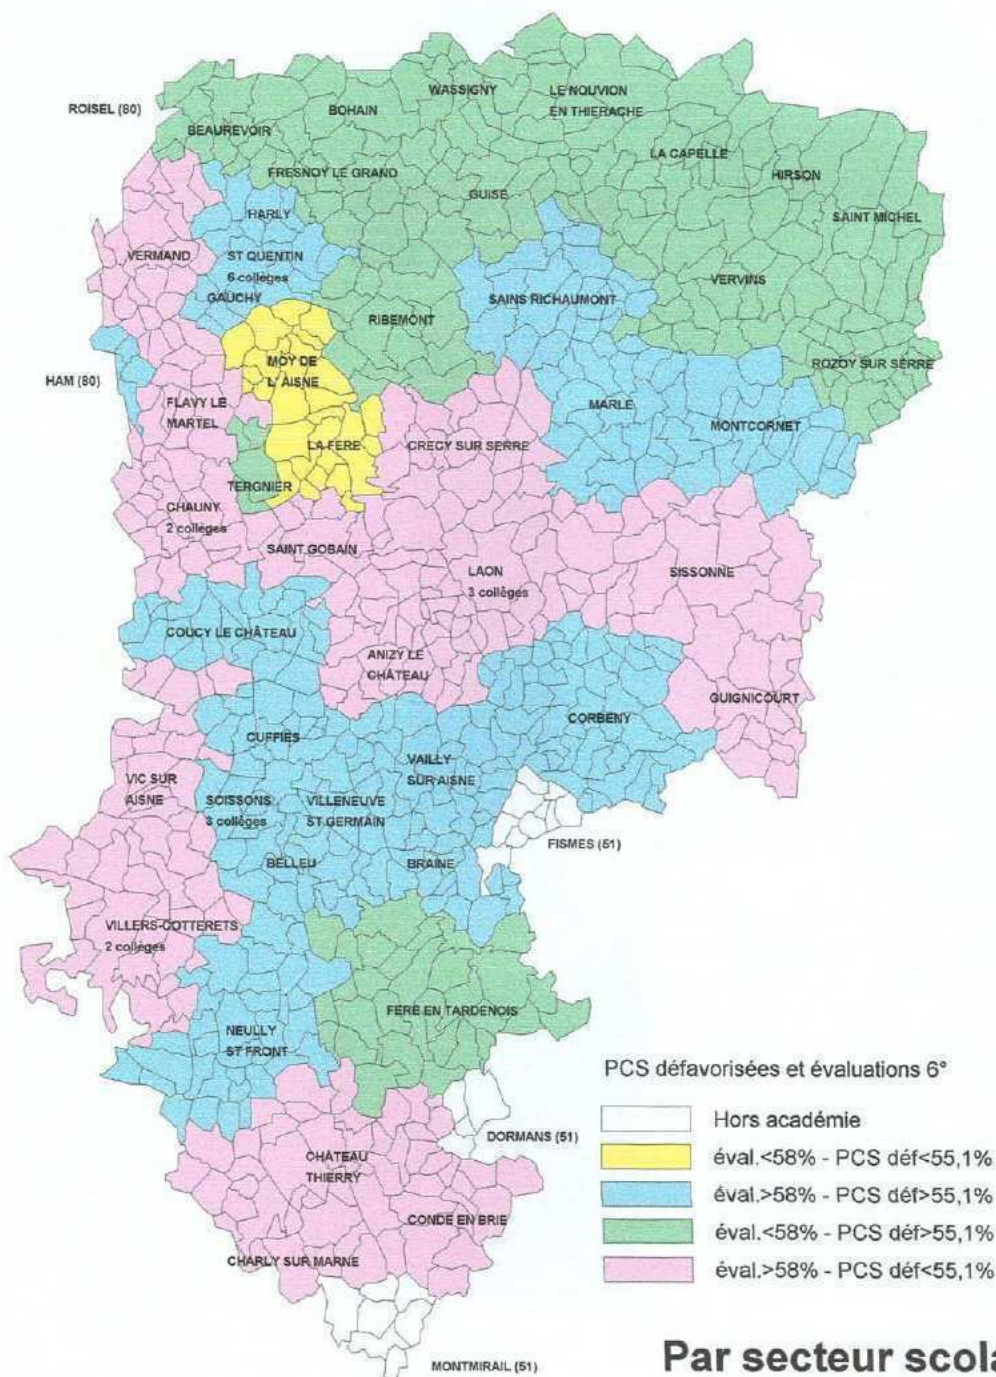 WASSIGNY
LE NOUVION
EN THIERACHE
ROISEL (80)
BOHAIN
BEAUREVOIR
LA CAPELLE
FRESNOY LE GRAND
HIRSON
GUISE
HARLY
SAINT MICHEL
VERMAND
ST QUENTIN
6 collèges
VERVINS
GAUCHY
SAINS RICHAUMONT
RIBEMONT
MOY DE
L' AISNE
ROZOY SUR SERRE
HAM (80)
FLAVY LE
MARTEL
MARLE
MONTCORNET
LA FERE
CRECY SUR SERRE
TERGNIER
CHAUNY
2 collèges
SAINT GOBAIN
LAON
3 collèges
SISSONNE
COUCY LE CHÂTEAU
ANIZY LE
CHÂTEAU
GUIGNICOURT
CORBENY
CUFFIES
VAILLY
SUR AISNE
VIC SUR
AISNE
SOISSONS
3 collèges
VILLENEUVE
ST GERMAIN
FISMES (51)
BELLEU
BRAINE
VILLERS-COTTERETS
2 collèges
FERE EN TARDENOIS
NEUILLY
ST FRONT
PCS défavorisées et évaluations 6°
Hors académie
DORMANS (51)
éval.<58% - PCS déf<55,1%
CHÂTEAU
THIERRY
éval.>58% - PCS déf>55,1%
CONDE EN BRIE
éval.<58% - PCS déf>55,1%
CHARLY SUR MARNE
éval.>58% - PCS déf<55,1%
Par secteur scola
MONTMIRAIL (51)